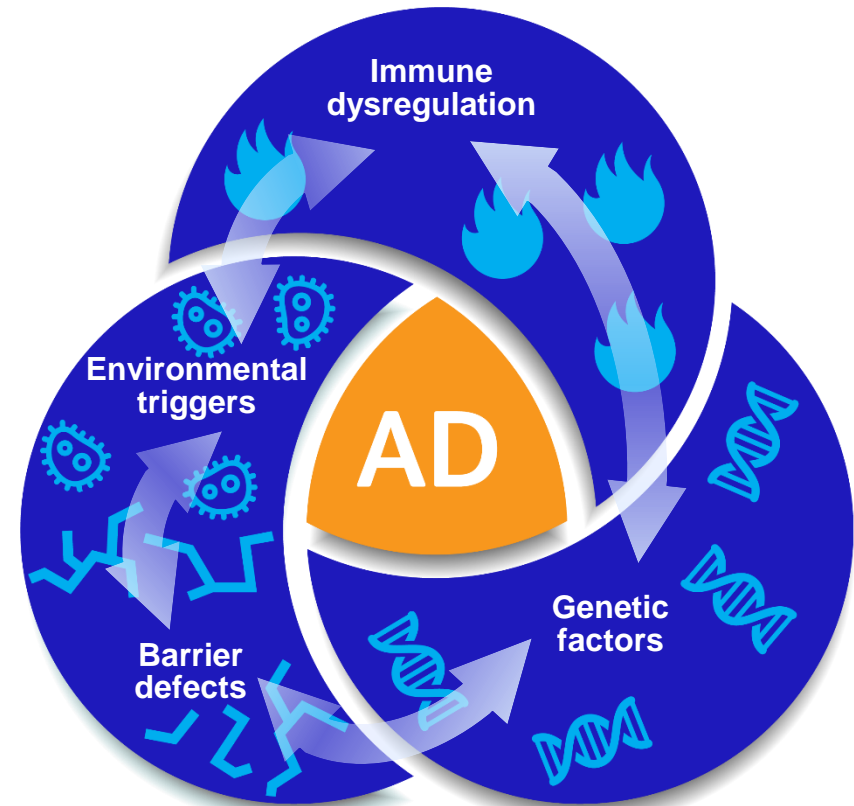 Immune
dysregulation
Environmental
triggers
AD
Genetic
factors
Barrier
defects